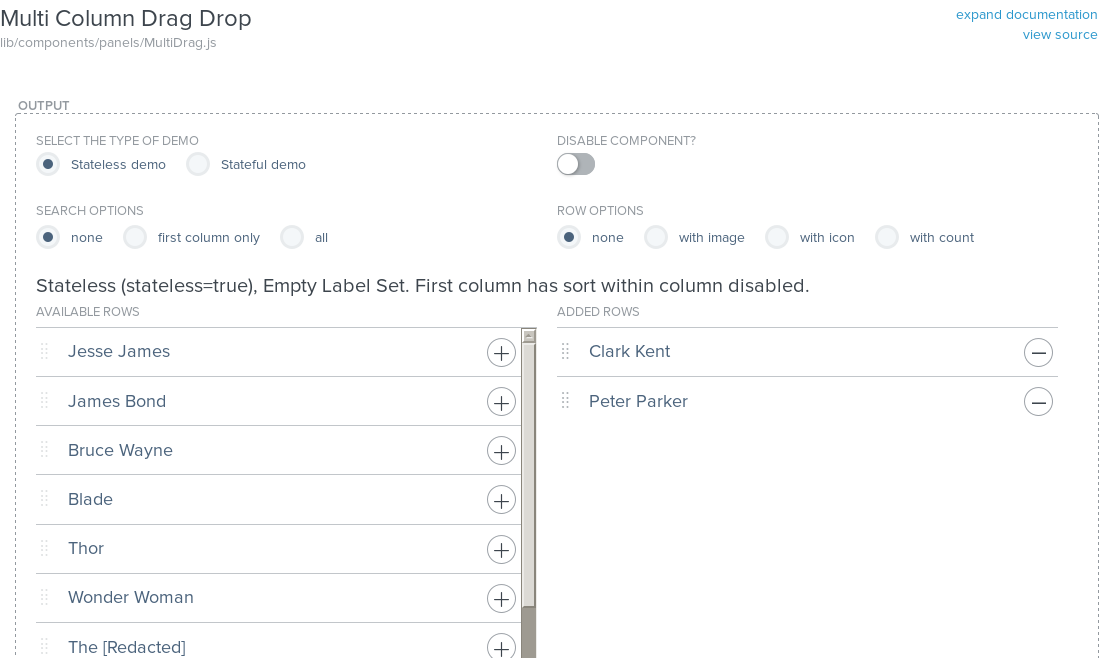 Multi Column Drag Drop
expand documentation
lib/components/panels/MultiDrag.js
view source
OUTPUT
SELECT THE TYPE OF DEMO
Stateless demo
Stateful demo
DISABLE COMPONENT?
SEARCH OPTIONS
none
first column only
all
ROW OPTIONS
none
with image
with icon
with count
Stateless (stateless=true), Empty Label Set. First column has sort within column disabled.
AVAILABLE ROWS
Jesse James
James Bond
Bruce Wayne
Blade
Thor
Wonder Woman
The [Redacted]
ADDED ROWS
Clark Kent
Peter Parker